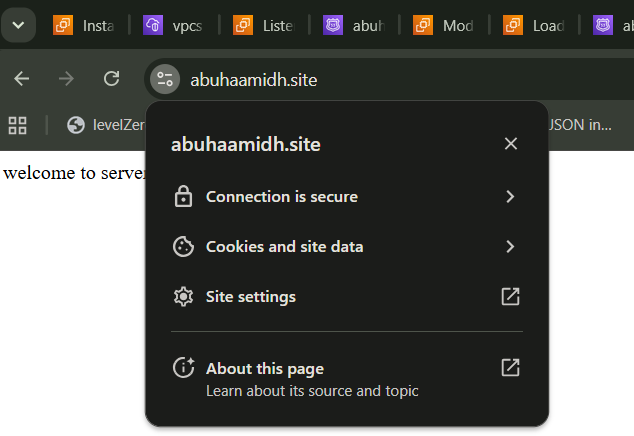 Insta
vpcs
Liste
abuh
Mod
Load
ab
abuhaamidh.site
levelZer
JSON in...
abuhaamidh.site
welcome to server
Connection is secure
Cookies and site data
Site settings
About this page
Learn about its source and topic